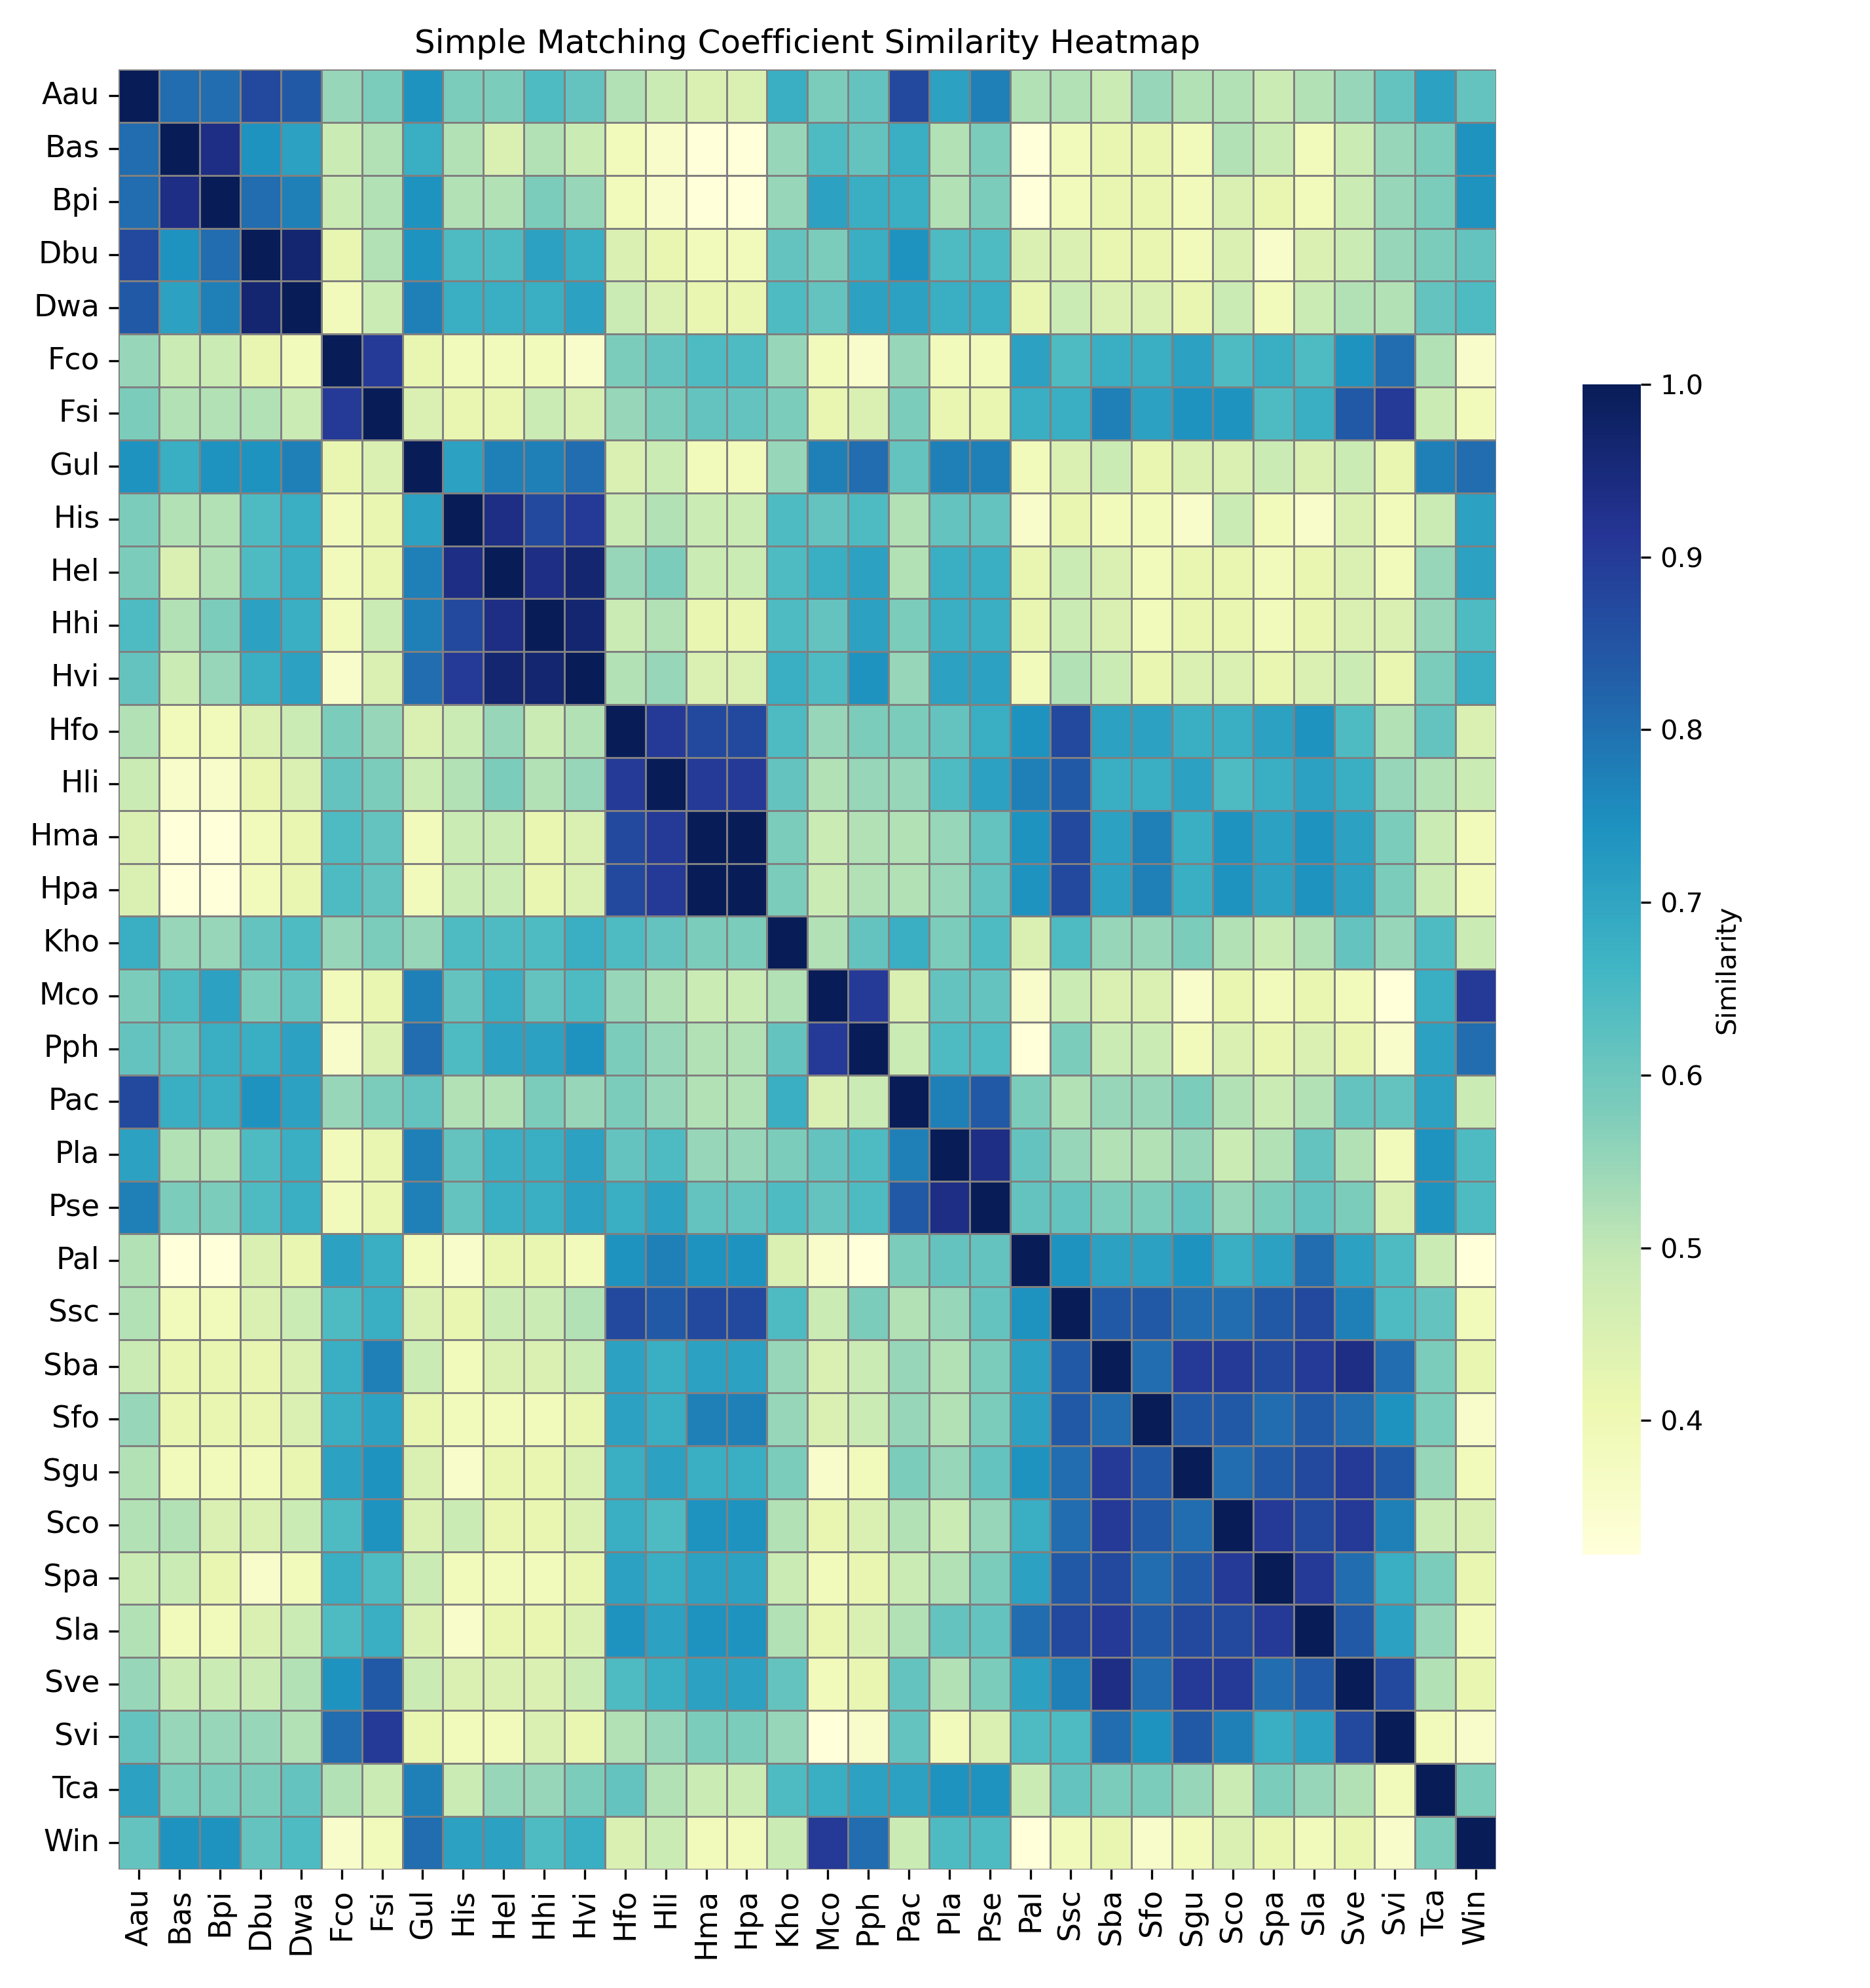 Simple Matching Coefficient Similarity Heatmap
Aau
Bas
Bpi
Dbu
Dwa
Fco
Fsi
Gul
His
Hel
Hhi
Hvi
Hfo
Hli
Hma
Hpa
Kho
Mco
Pph
Pac
Pla
Pse
Pal
Ssc
Sba
Sfo
Sgu
Sco
Spa
Sla
Sve
Svi
Tca
Win
Aau Bas Bpi Dbu Dwa Fco Fsi Gul His Hel Hhi Hvi Hfo Hli Hma Hpa Kho Mco Pph Pac Pla Pse Pal Ssc Sba Sfo Sgu Sco Spa Sla Sve Svi Tca Win
1.0
0.9
0.8
0.7
0.6
0.5
0.4
Similarity